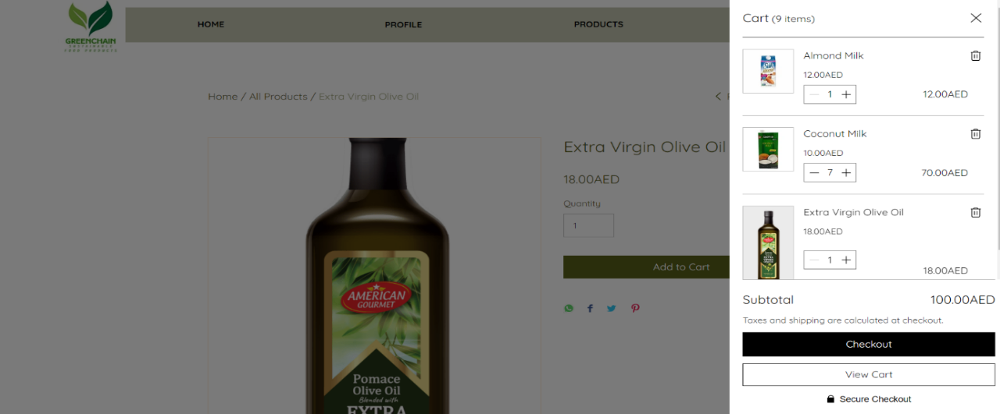 GREENCHAIN
SUSTAINABLE
FOOD PRODUCTS
HOME
PROFILE
PRODUCTS
Home / All Products / Extra Virgin Olive Oil
Extra Virgin Olive Oil
18.00AED
Quantity
1
Add to Cart
AMERICAN
GOURMET
Pomace
Olive Oil
Blended with
EXTRA
Cart (9 items)
Almond Milk
12.00AED
1
12.00AED
Coconut Milk
10.00AED
7
70.00AED
Extra Virgin Olive Oil
18.00AED
1
18.00AED
Subtotal 100.00AED
Taxes and shipping are calculated at checkout.
Checkout
View Cart
Secure Checkout